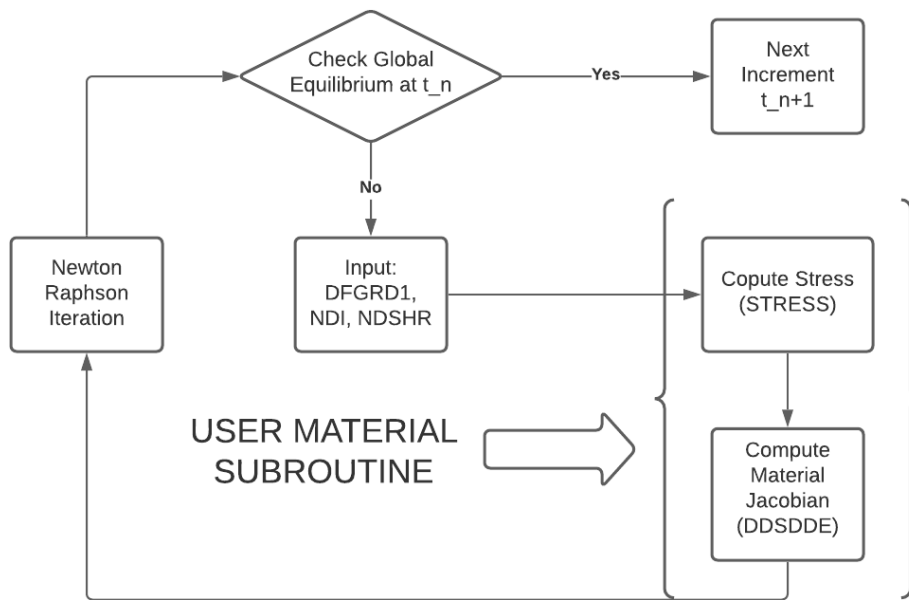 Check Global
Equilibrium at t_n
Yes
Next
Increment
t_n+1
No
Newton
Raphson
Iteration
Input:
DFGRD1,
NDI, NDSHR
Copute Stress
(STRESS)
USER MATERIAL
SUBROUTINE
Compute
Material
Jacobian
(DDSDDE)